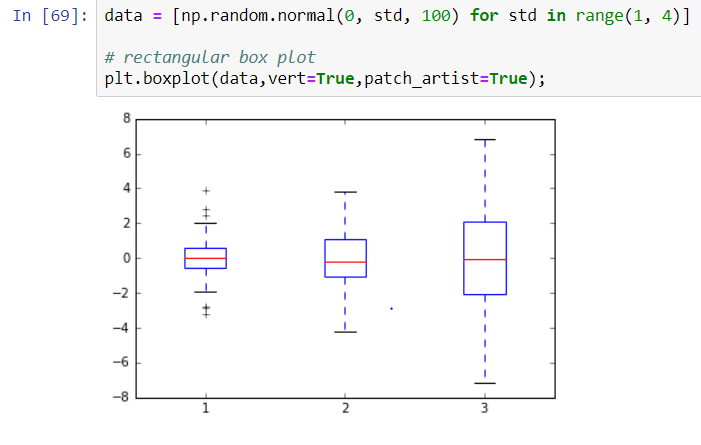 In [69]: data = [np.random.normal(0, std, 100) for std in range(1, 4)]
# rectangular box plot
plt.boxplot(data,vert=True,patch_artist=True);
8
6
4
2
0
−2
−4
−6
−8
1 2 3